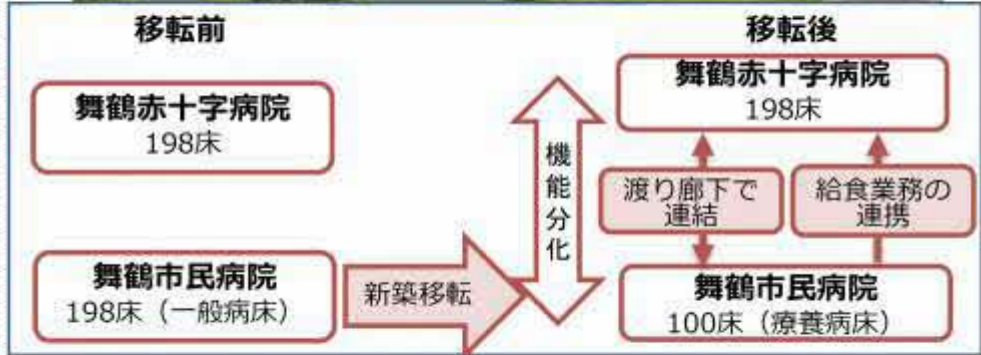 移転前
舞鶴赤十字病院
198床
舞鶴市民病院
198床（一般病床）
新築移転
機能分化
移転後
舞鶴赤十字病院
198床
渡り廊下で
連結
給食業務の
連携
舞鶴市民病院
100床（療養病床）